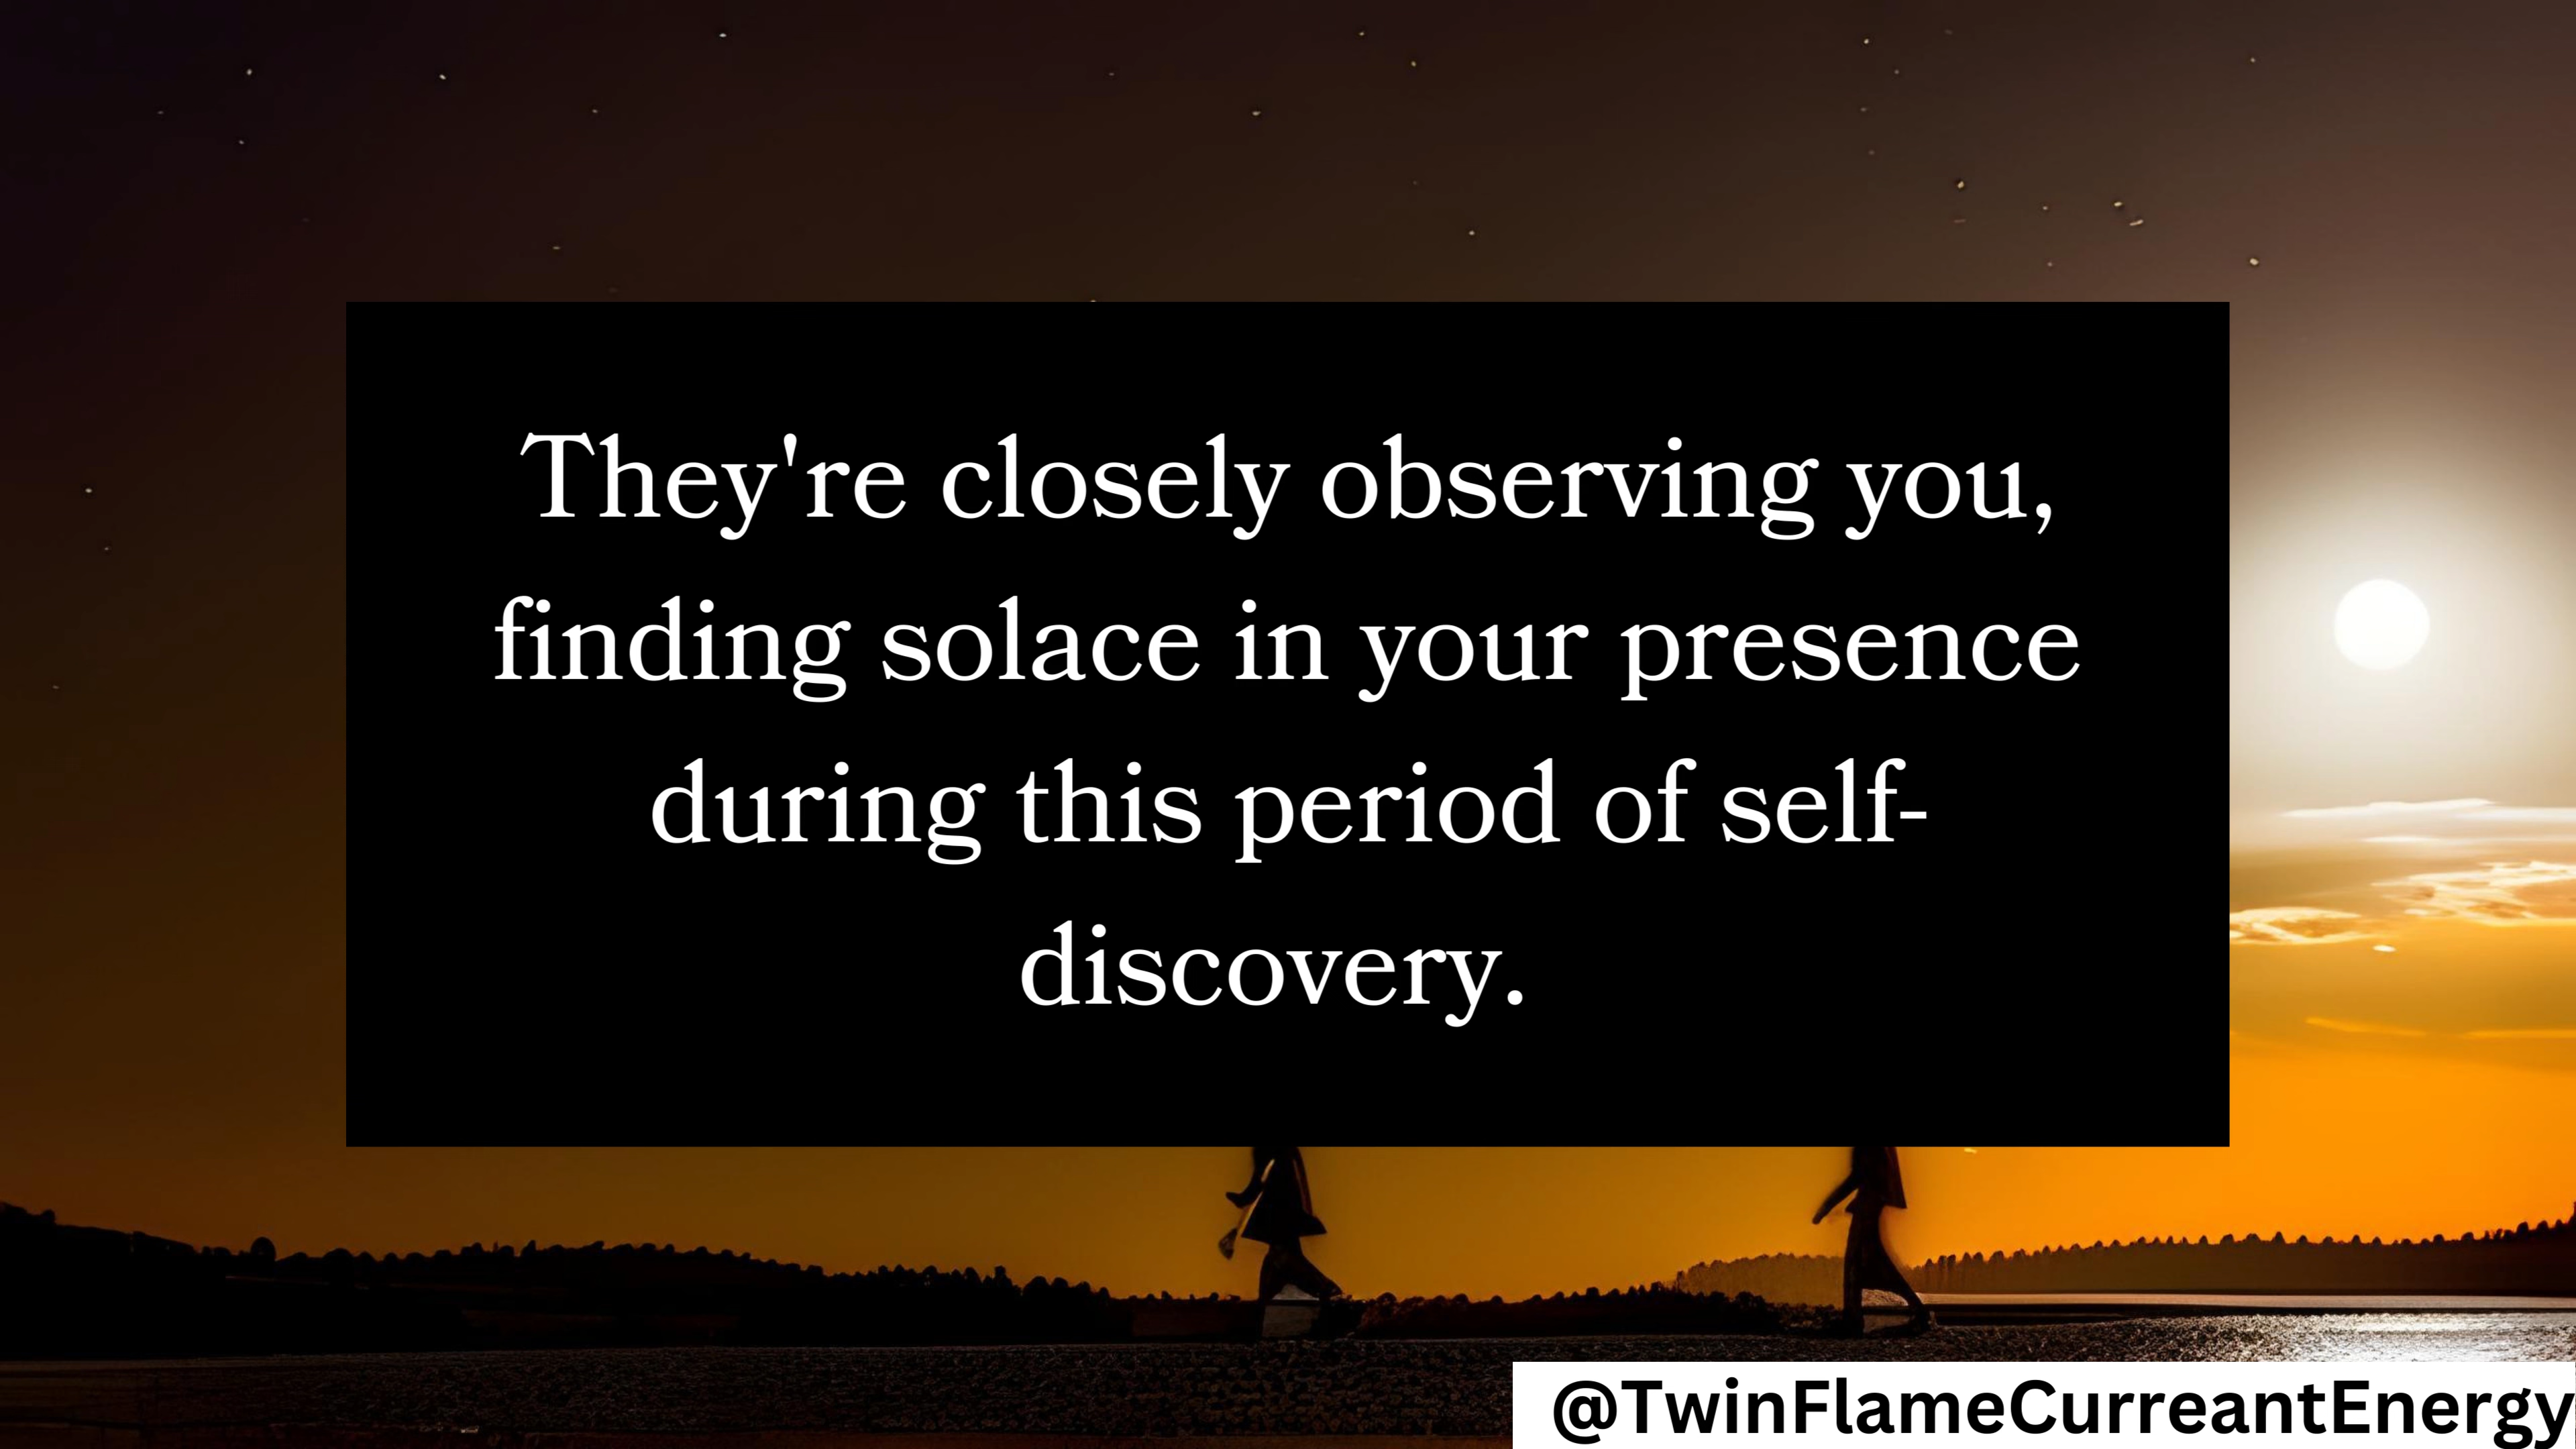 They're closely observing you,
finding solace in your presence
during this period of self-
discovery.
@TwinFlameCurreantEnergy